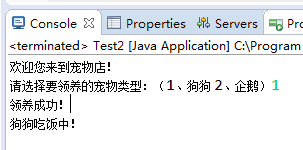 Console Properties Servers Prob
<terminated> Test2 [Java Application] C:\Program
欢迎您来到宠物店!
请选择要领养的宠物类型:(1、狗狗 2、企鹅)1
领养成功!
狗狗吃饭中!